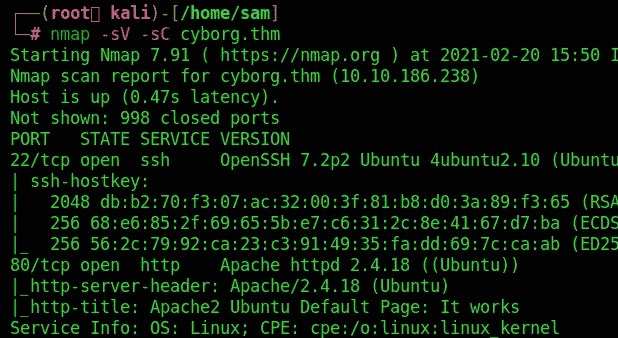 ┌──(root💀 kali)-[/home/sam]
└─# nmap -sV -sC cyborg.thm
Starting Nmap 7.91 ( https://nmap.org ) at 2021-02-20 15:50 I
Nmap scan report for cyborg.thm (10.10.186.238)
Host is up (0.47s latency).
Not shown: 998 closed ports
PORT   STATE SERVICE VERSION
22/tcp open  ssh     OpenSSH 7.2p2 Ubuntu 4ubuntu2.10 (Ubuntu
| ssh-hostkey:
|   2048 db:b2:70:f3:07:ac:32:00:3f:81:b8:d0:3a:89:f3:65 (RSA
|   256 68:e6:85:2f:69:65:5b:e7:c6:31:2c:8e:41:67:d7:ba (ECDS
|_  256 56:2c:79:92:ca:23:c3:91:49:35:fa:dd:69:7c:ca:ab (ED25
80/tcp open  http    Apache httpd 2.4.18 ((Ubuntu))
|_http-server-header: Apache/2.4.18 (Ubuntu)
|_http-title: Apache2 Ubuntu Default Page: It works
Service Info: OS: Linux; CPE: cpe:/o:linux:linux_kernel